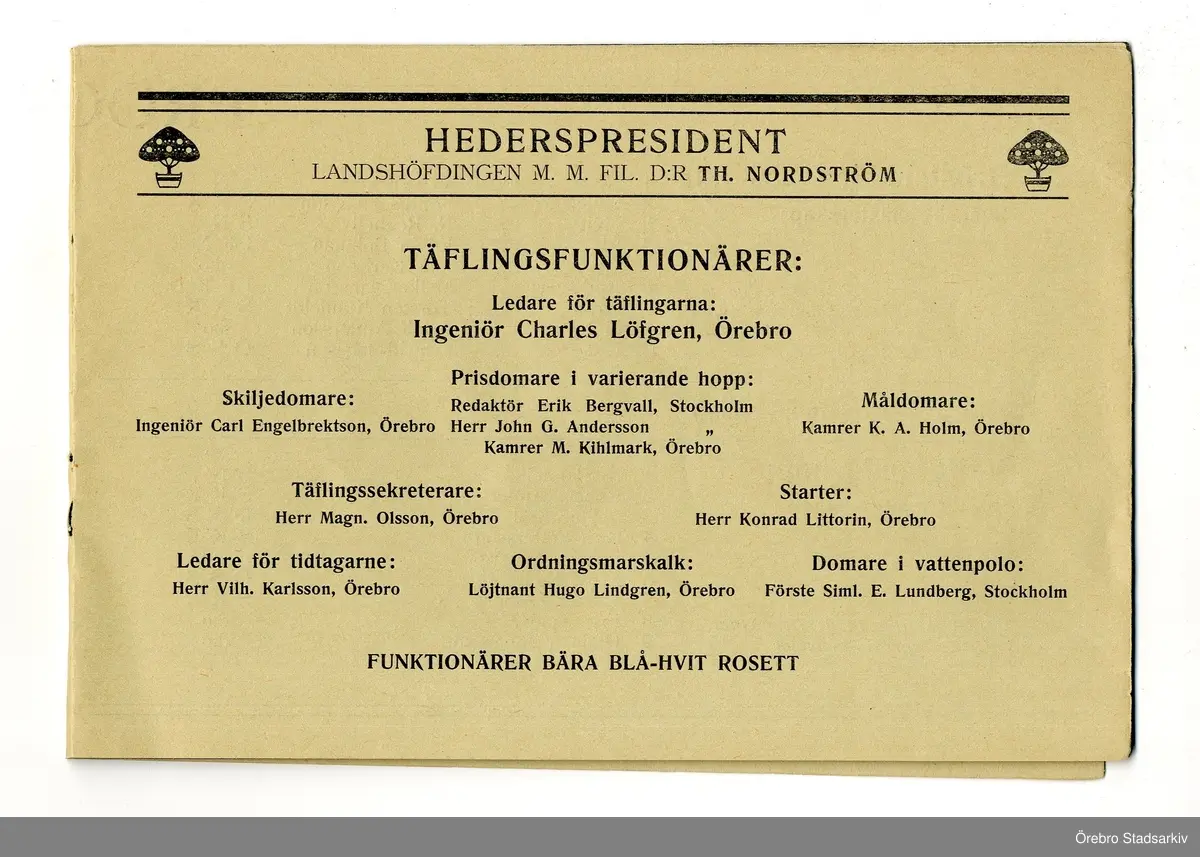 HEDERSPRESIDENT
LANDSHÖFDINGEN M. M. FIL. D:R TH. NORDSTRÖM
TÄFLINGSFUNKTIONÄRER:
Ledare för täflingarna:
Ingeniör Charles Löfgren, Örebro
Skiljedomare:
Ingeniör Carl Engelbrektson, Örebro
Prisdomare i varierande hopp:
Redaktör Erik Bergvall, Stockholm
Herr John G. Andersson „
Kamrer M. Kihlmark, Örebro
Måldomare:
Kamrer K. A. Holm, Örebro
Täflingssekreterare:
Herr Magn. Olsson, Örebro
Starter:
Herr Konrad Littorin, Örebro
Ledare för tidtagarne:
Herr Vilh. Karlsson, Örebro
Ordningsmarskalk:
Löjtnant Hugo Lindgren, Örebro
Domare i vattenpolo:
Förste Siml. E. Lundberg, Stockholm
FUNKTIONÄRER BÄRA BLÅ-HVIT ROSETT
Örebro Stadsarkiv